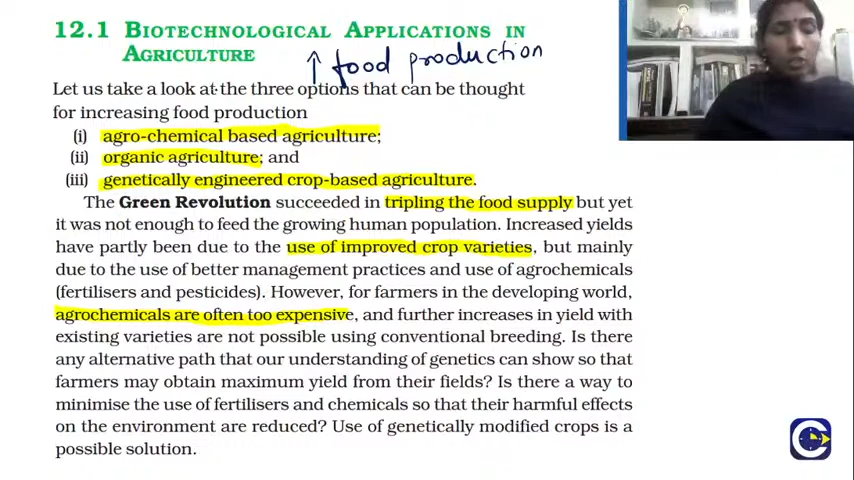 12.1 BIOTECHNOLOGICAL APPLICATIONS IN
AGRICULTURE
↑ food production
Let us take a look at the three options that can be thought
for increasing food production
(i) agro-chemical based agriculture;
(ii) organic agriculture; and
(iii) genetically engineered crop-based agriculture.
The Green Revolution succeeded in tripling the food supply but yet
it was not enough to feed the growing human population. Increased yields
have partly been due to the use of improved crop varieties, but mainly
due to the use of better management practices and use of agrochemicals
(fertilisers and pesticides). However, for farmers in the developing world,
agrochemicals are often too expensive, and further increases in yield with
existing varieties are not possible using conventional breeding. Is there
any alternative path that our understanding of genetics can show so that
farmers may obtain maximum yield from their fields? Is there a way to
minimise the use of fertilisers and chemicals so that their harmful effects
on the environment are reduced? Use of genetically modified crops is a
possible solution.